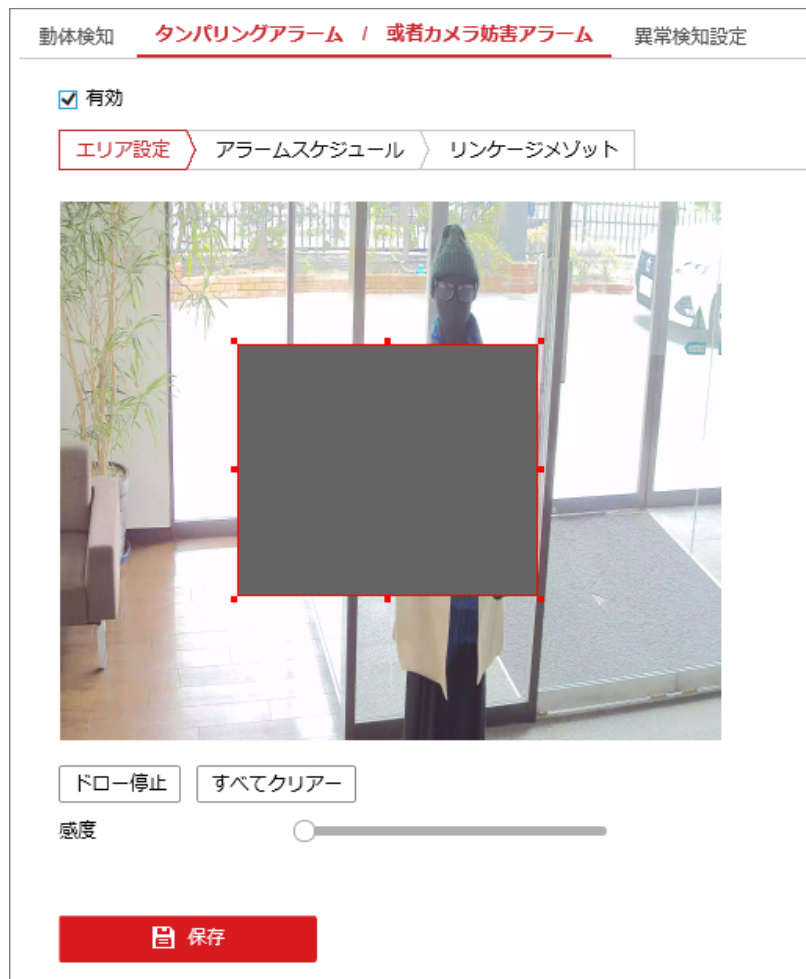 動体検知 タンパリングアラーム / 或者カメラ妨害アラーム 異常検知設定
有効
エリア設定 アラームスケジュール リンケージメゾット
ドロー停止 すべてクリアー
感度
保存